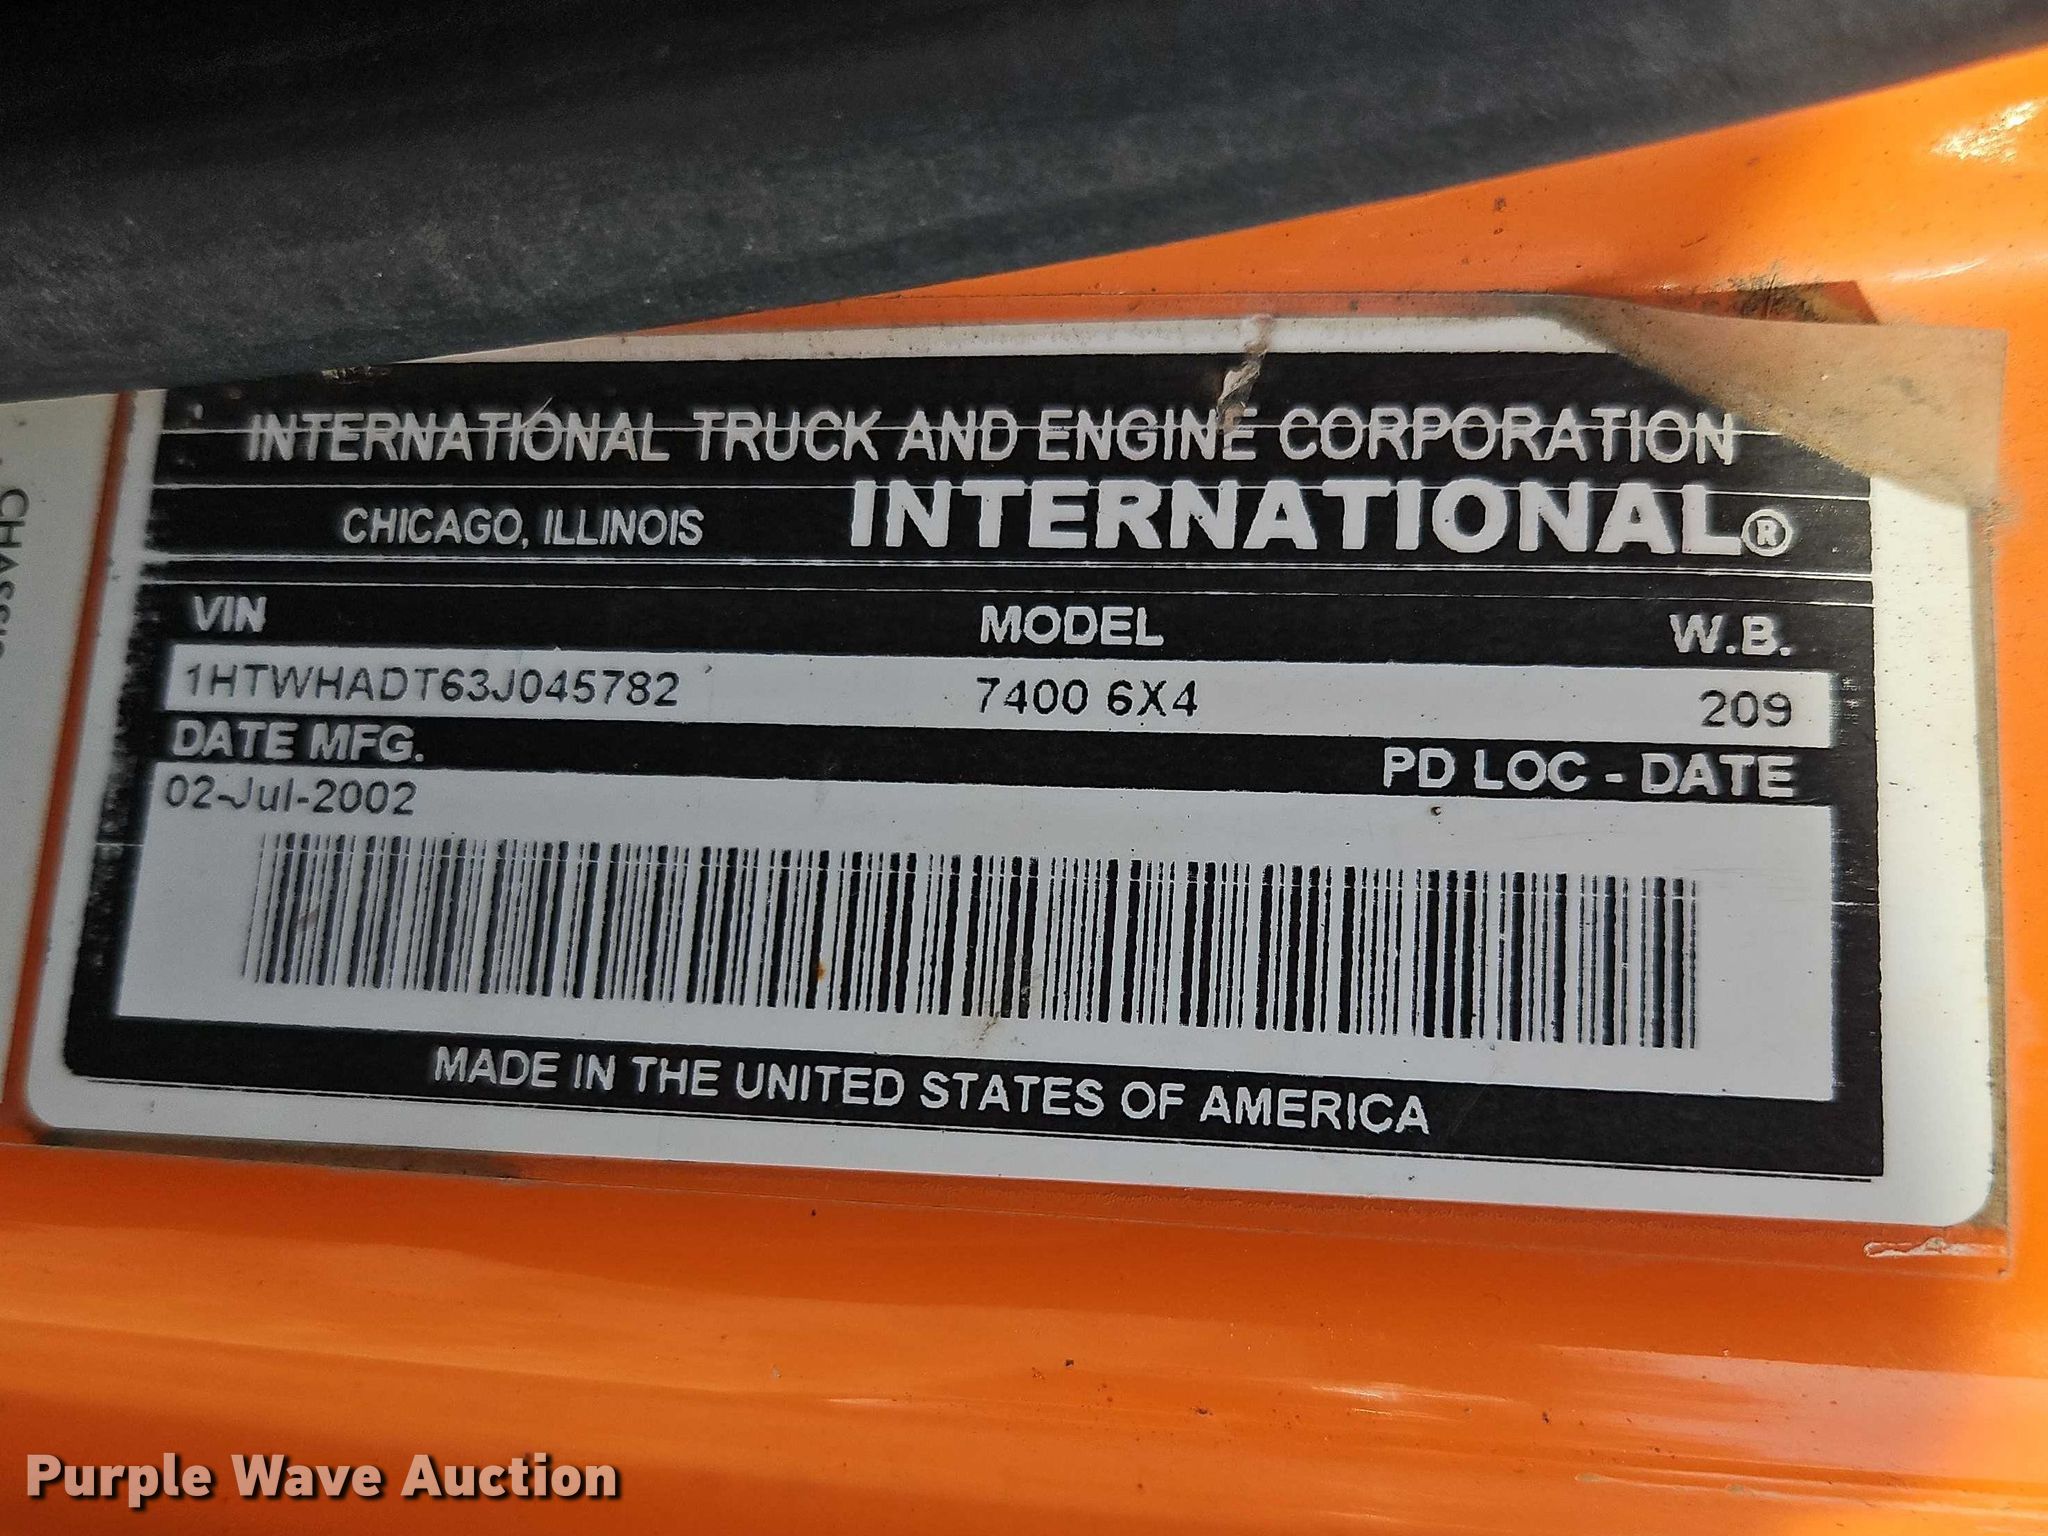 INTERNATIONAL TRUCK AND ENGINE CORPORATION
CHICAGO, ILLINOIS INTERNATIONAL®
VIN MODEL W.B.
1HTWHADT63J045782 7400 6X4 209
DATE MFG. PD LOC - DATE
02-Jul-2002
MADE IN THE UNITED STATES OF AMERICA
CHASSIS
Purple Wave Auction